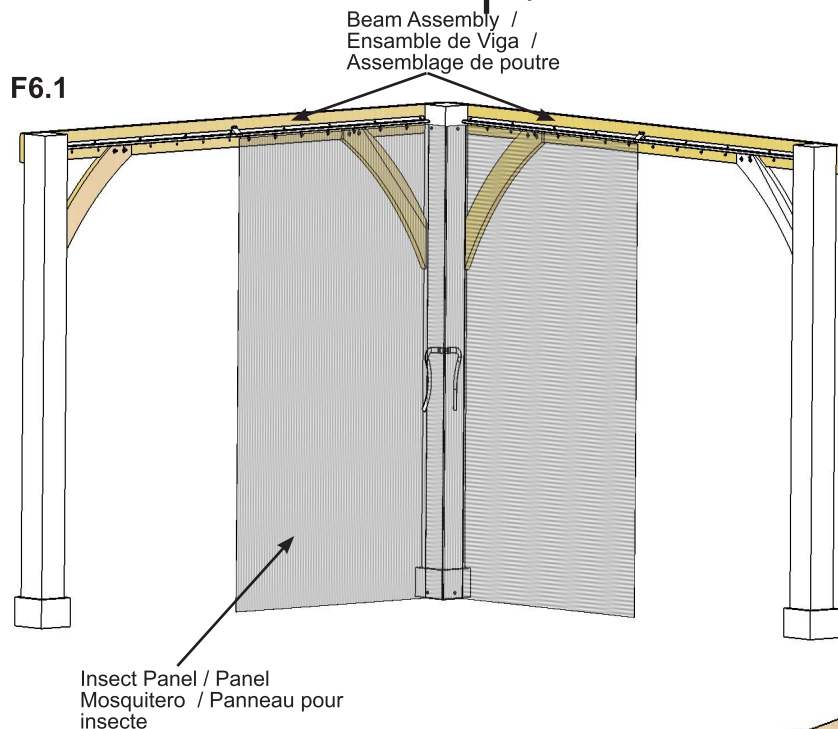 Beam Assembly /
Ensamble de Viga /
Assemblage de poutre
F6.1
Insect Panel / Panel
Mosquitero / Panneau pour
insecte